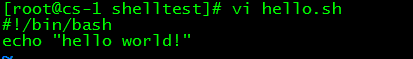 [root@cs-1 shelltest]# vi hello.sh
#!/bin/bash
echo "hello world!"
~